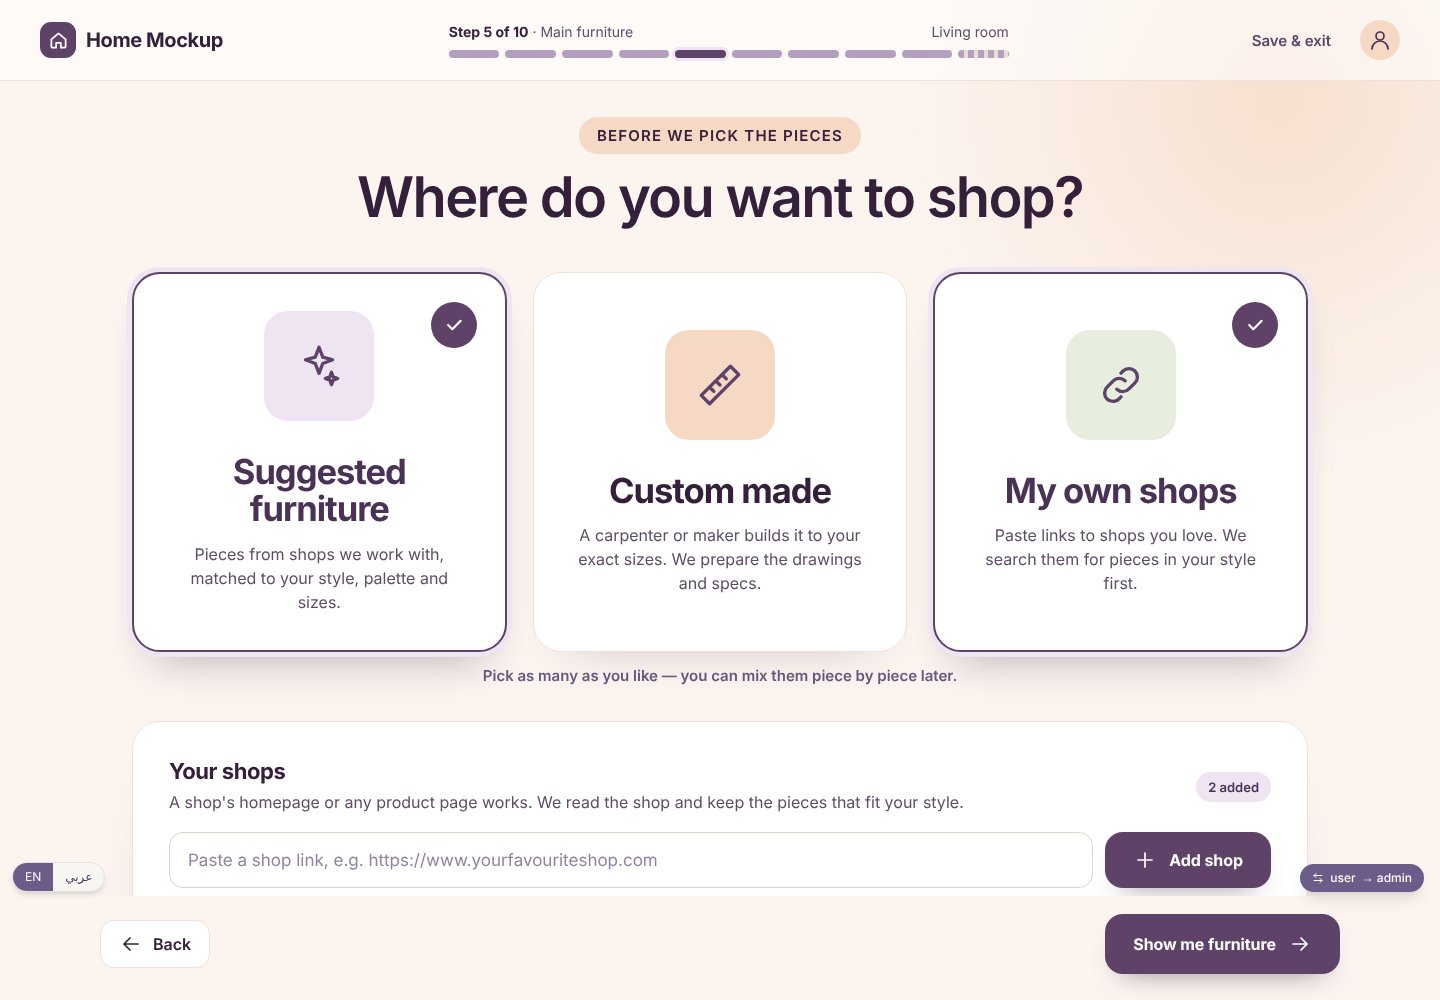 Home Mockup
Step 5 of 10 · Main furniture
Living room
Save & exit
BEFORE WE PICK THE PIECES
Where do you want to shop?
Suggested
furniture
Pieces from shops we work with,
matched to your style, palette and
sizes.
Custom made
A carpenter or maker builds it to your
exact sizes. We prepare the drawings
and specs.
My own shops
Paste links to shops you love. We
search them for pieces in your style
first.
Pick as many as you like — you can mix them piece by piece later.
Your shops
A shop's homepage or any product page works. We read the shop and keep the pieces that fit your style.
2 added
Paste a shop link, e.g. https://www.yourfavouriteshop.com
Add shop
EN
عربي
user → admin
Back
Show me furniture